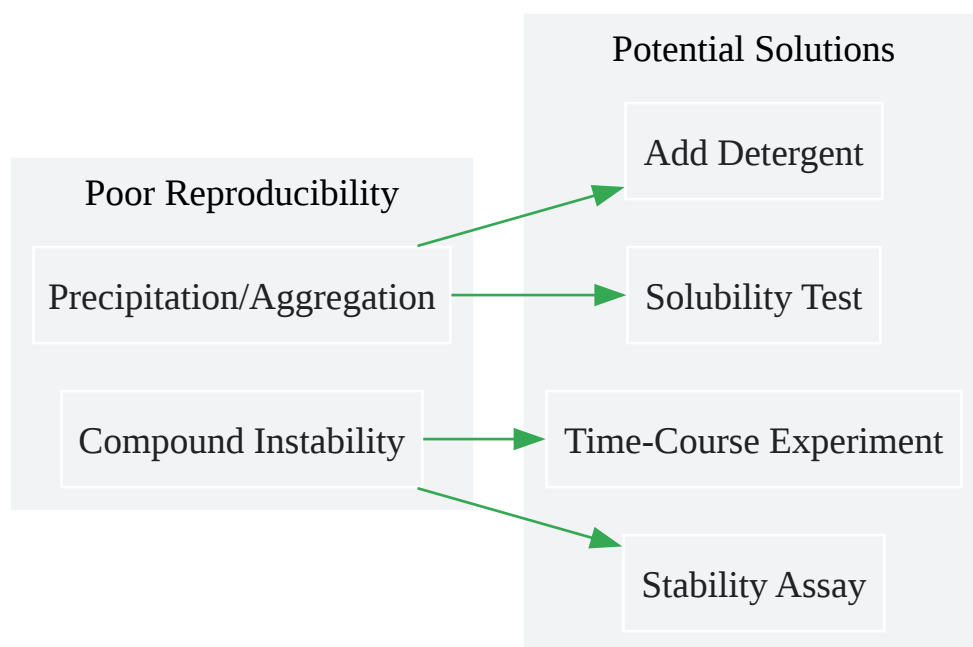 Potential Solutions
Add Detergent
Poor Reproducibility
Precipitation/Aggregation
Solubility Test
Compound Instability
Time-Course Experiment
Stability Assay